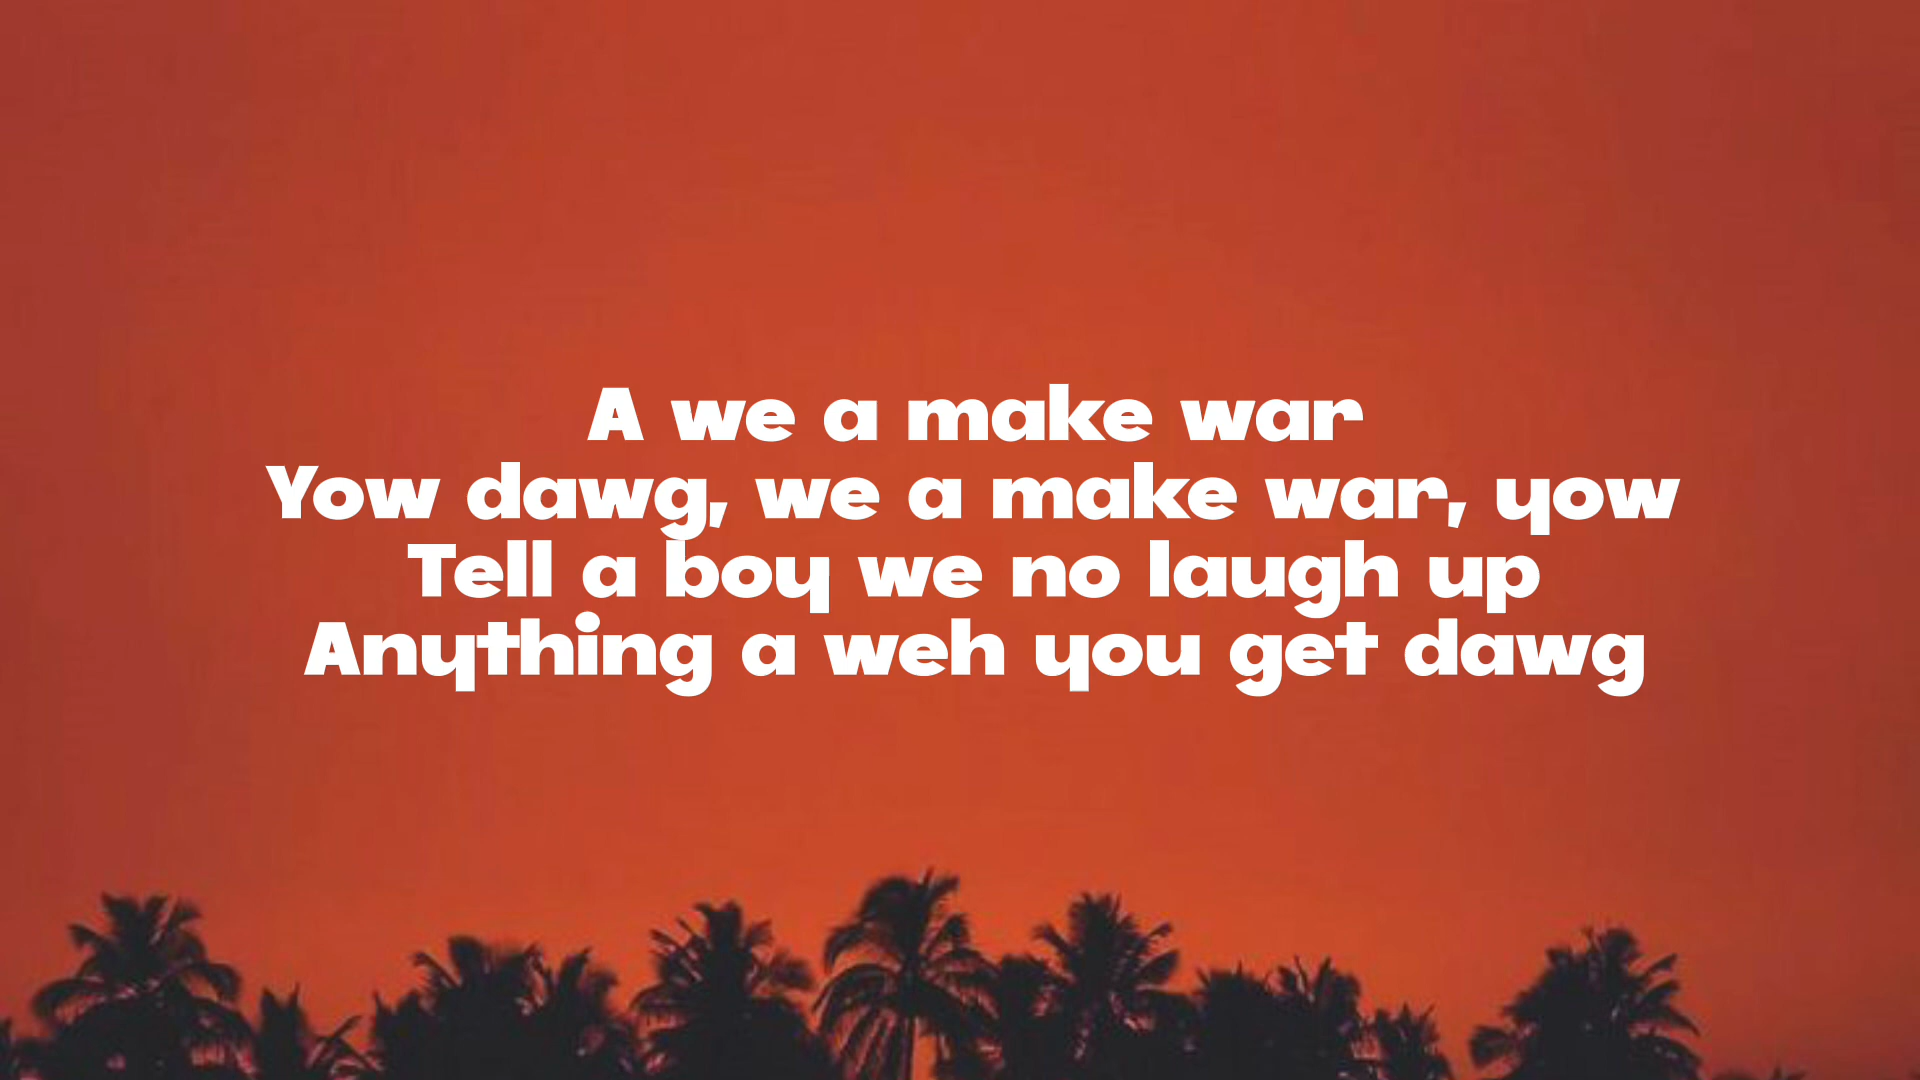 A we a make war
Yow dawg, we a make war, yow
Tell a boy we no laugh up
Anything a weh you get dawg